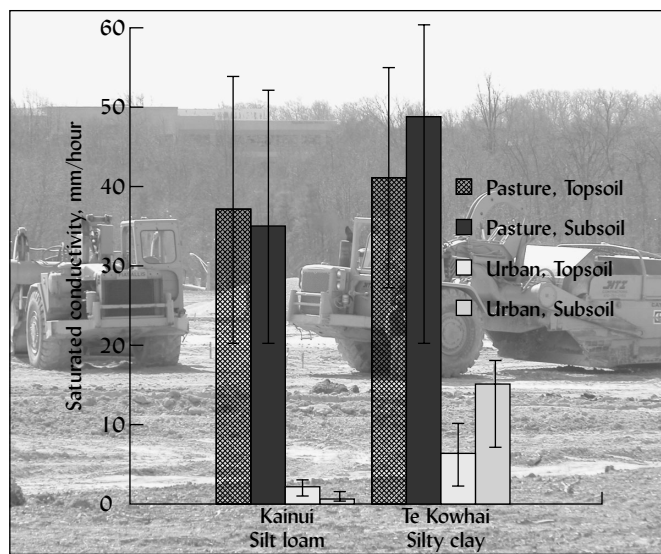 60
50
40
30
20
10
0
Saturated conductivity, mm/hour
Pasture, Topsoil
Pasture, Subsoil
Urban, Topsoil
Urban, Subsoil
Kainui
Silt loam
Te Kowhai
Silty clay